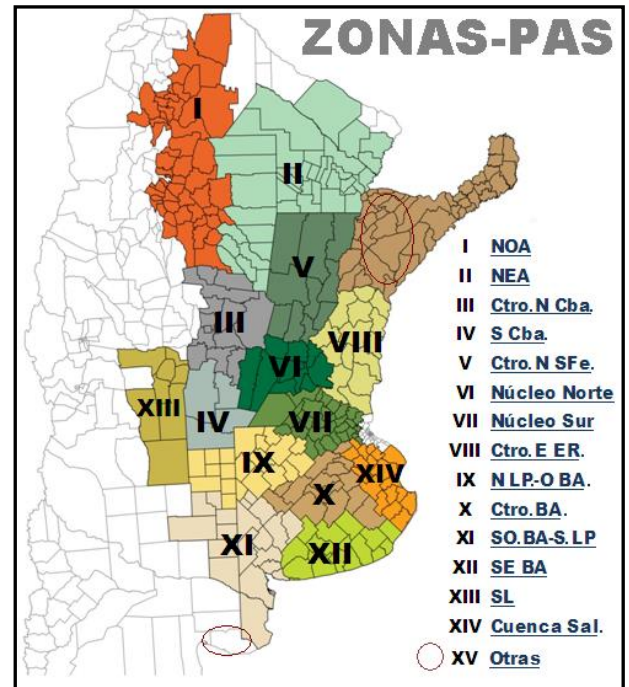 ZONAS-PAS
I
II
V
III
VIII
VI
XIII
IV
VII
IX
XIV
X
XI
XII
I NOA
II NEA
III Ctro.N Cba.
IV S Cba.
V Ctro.N SFe.
VI Núcleo Norte
VII Núcleo Sur
VIII Ctro.E ER.
IX N LP.-O BA.
X Ctro.BA.
XI SO.BA-S.LP
XII SE BA
XIII SL
XIV Cuenca Sal.
XV Otras